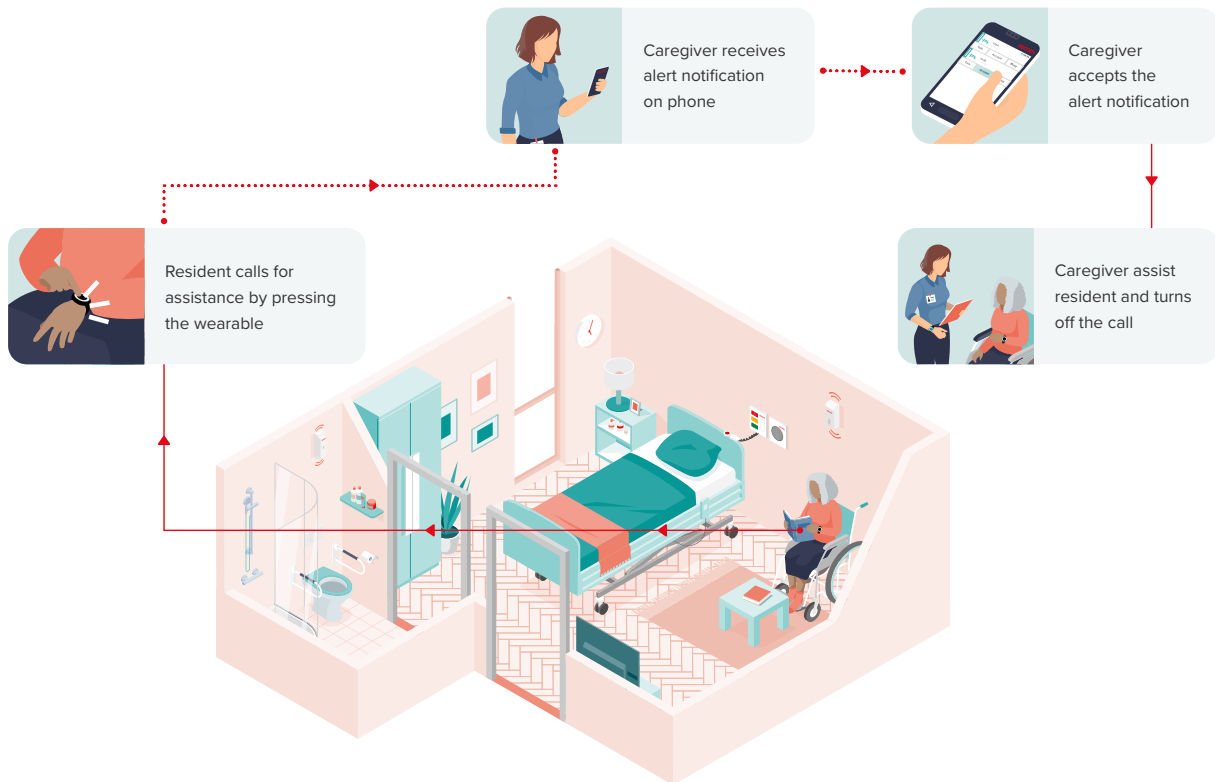 Caregiver receives
alert notification
on phone
Caregiver
accepts the
alert notification
Resident calls for
assistance by pressing
the wearable
Caregiver assist
resident and turns
off the call